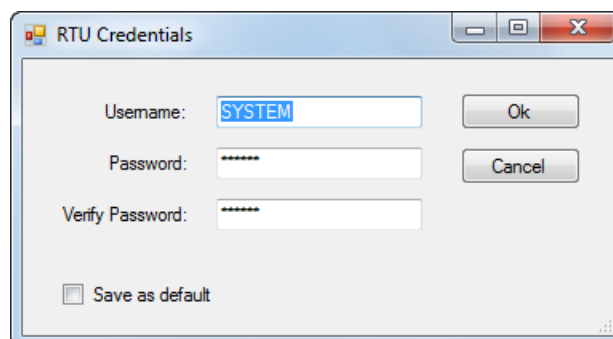 RTU Credentials
Username: SYSTEM Ok
Password: ****** Cancel
Verify Password: ******
Save as default